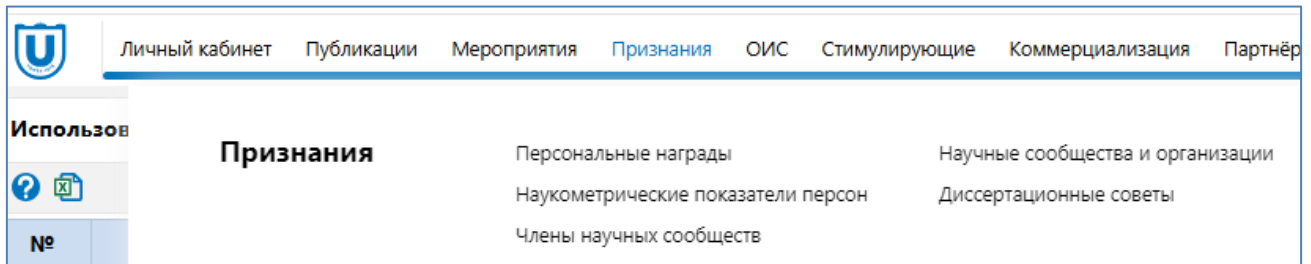 Личный кабинет Публикации Мероприятия Признания ОИС Стимулирующие Коммерциализация Партнёр
Использов
Признания
Персональные награды Научные сообщества и организации
Наукометрические показатели персон Диссертационные советы
Члены научных сообществ
№